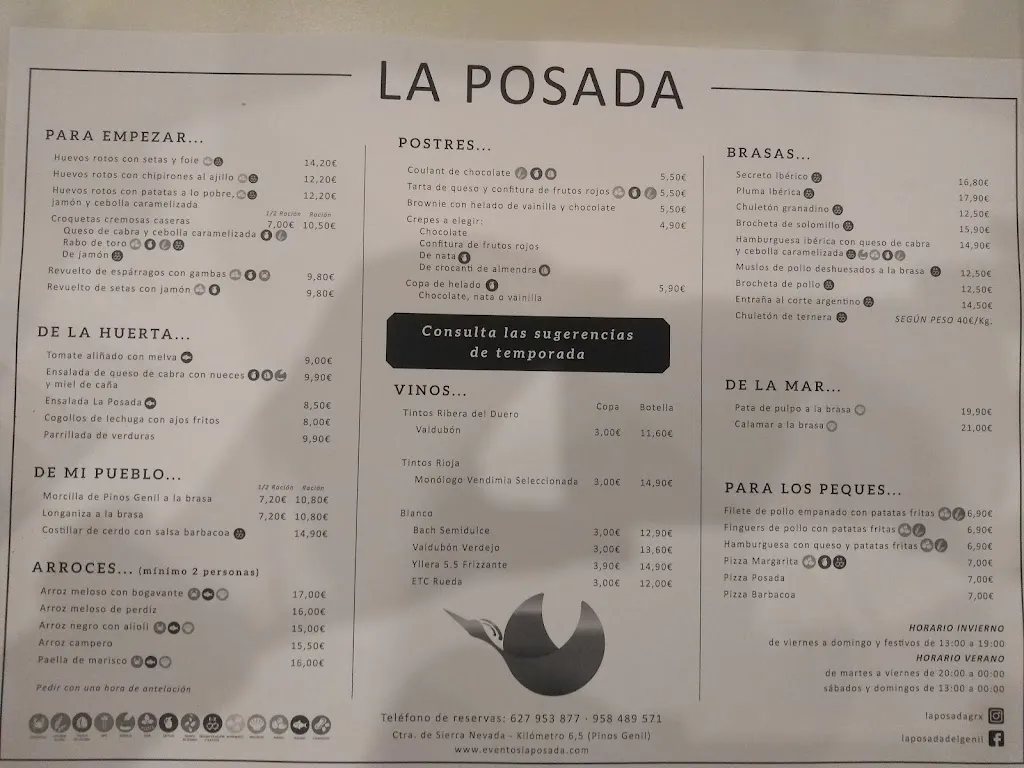 LA POSADA
PARA EMPEZAR...
Huevos rotos con setas y foie 14,20€
Huevos rotos con chipirones al ajillo 12,20€
Huevos rotos con patatas a lo pobre, 12,20€
jamón y cebolla caramelizada
1/2 Ración Ración
Croquetas cremosas caseras 7,00€ 10,50€
Queso de cabra y cebolla caramelizada
Rabo de toro
De jamón
Revuelto de espárragos con gambas 9,80€
Revuelto de setas con jamón 9,80€
DE LA HUERTA...
Tomate aliñado con melva 9,00€
Ensalada de queso de cabra con nueces 9,90€
y miel de caña
Ensalada La Posada 8,50€
Cogollos de lechuga con ajos fritos 8,00€
Parrillada de verduras 9,90€
DE MI PUEBLO...
1/2 Ración Ración
Morcilla de Pinos Genil a la brasa 7,20€ 10,80€
Longaniza a la brasa 7,20€ 10,80€
Costillar de cerdo con salsa barbacoa 14,90€
ARROCES... (mínimo 2 personas)
Arroz meloso con bogavante 17,00€
Arroz meloso de perdiz 16,00€
Arroz negro con alioli 15,00€
Arroz campero 15,50€
Paella de marisco 16,00€
Pedir con una hora de antelación
POSTRES...
Coulant de chocolate 5,50€
Tarta de queso y confitura de frutos rojos 5,50€
Brownie con helado de vainilla y chocolate 5,50€
Crepes a elegir: 4,90€
Chocolate
Confitura de frutos rojos
De nata
De crocanti de almendra
Copa de helado 5,90€
Chocolate, nata o vainilla
Consulta las sugerencias
de temporada
VINOS...
Copa Botella
Tintos Ribera del Duero
Valdubón 3,00€ 11,60€
Tintos Rioja
Monólogo Vendimia Seleccionada 3,00€ 14,90€
Blanco
Bach Semidulce 3,00€ 12,90€
Valdubón Verdejo 3,00€ 13,60€
Yllera 5.5 Frizzante 3,90€ 14,90€
ETC Rueda 3,00€ 12,00€
Teléfono de reservas: 627 953 877 · 958 489 571
Ctra. de Sierra Nevada - Kilómetro 6,5 (Pinos Genil)
www.eventoslaposada.com
BRASAS...
Secreto Ibérico 16,80€
Pluma Ibérica 17,90€
Chuletón granadino 12,50€
Brocheta de solomillo 15,90€
Hamburguesa ibérica con queso de cabra 14,90€
y cebolla caramelizada
Muslos de pollo deshuesados a la brasa 12,50€
Brocheta de pollo 12,50€
Entraña al corte argentino 14,50€
Chuletón de ternera SEGÚN PESO 40€/Kg.
DE LA MAR...
Pata de pulpo a la brasa 19,90€
Calamar a la brasa 21,00€
PARA LOS PEQUES...
Filete de pollo empanado con patatas fritas 6,90€
Finguers de pollo con patatas fritas 6,90€
Hamburguesa con queso y patatas fritas 6,90€
Pizza Margarita 7,00€
Pizza Posada 7,00€
Pizza Barbacoa 7,00€
HORARIO INVIERNO
de viernes a domingo y festivos de 13:00 a 19:00
HORARIO VERANO
de martes a viernes de 20:00 a 00:00
sábados y domingos de 13:00 a 00:00
laposadagrx
laposadadelgenil